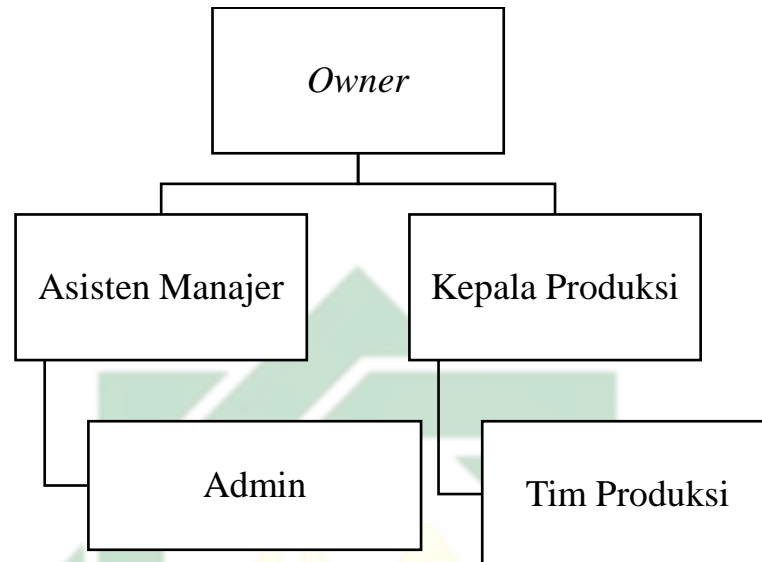 Owner
Asisten Manajer
Kepala Produksi
Admin
Tim Produksi